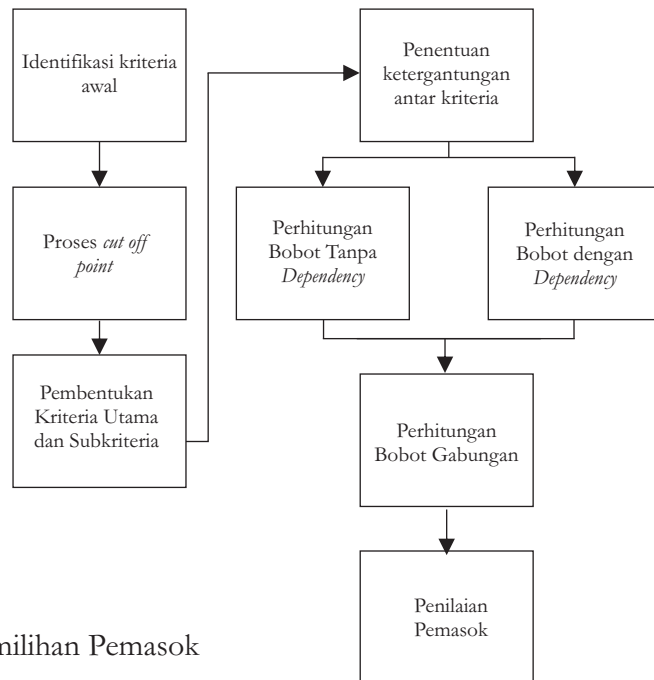 Identifikasi kriteria
awal
Proses cut off
point
Pembentukan
Kriteria Utama
dan Subkriteria
Penentuan
ketergantungan
antar kriteria
Perhitungan
Bobot Tanpa
Dependency
Perhitungan
Bobot dengan
Dependency
Perhitungan
Bobot Gabungan
Penilaian
Pemasok
Pemasok